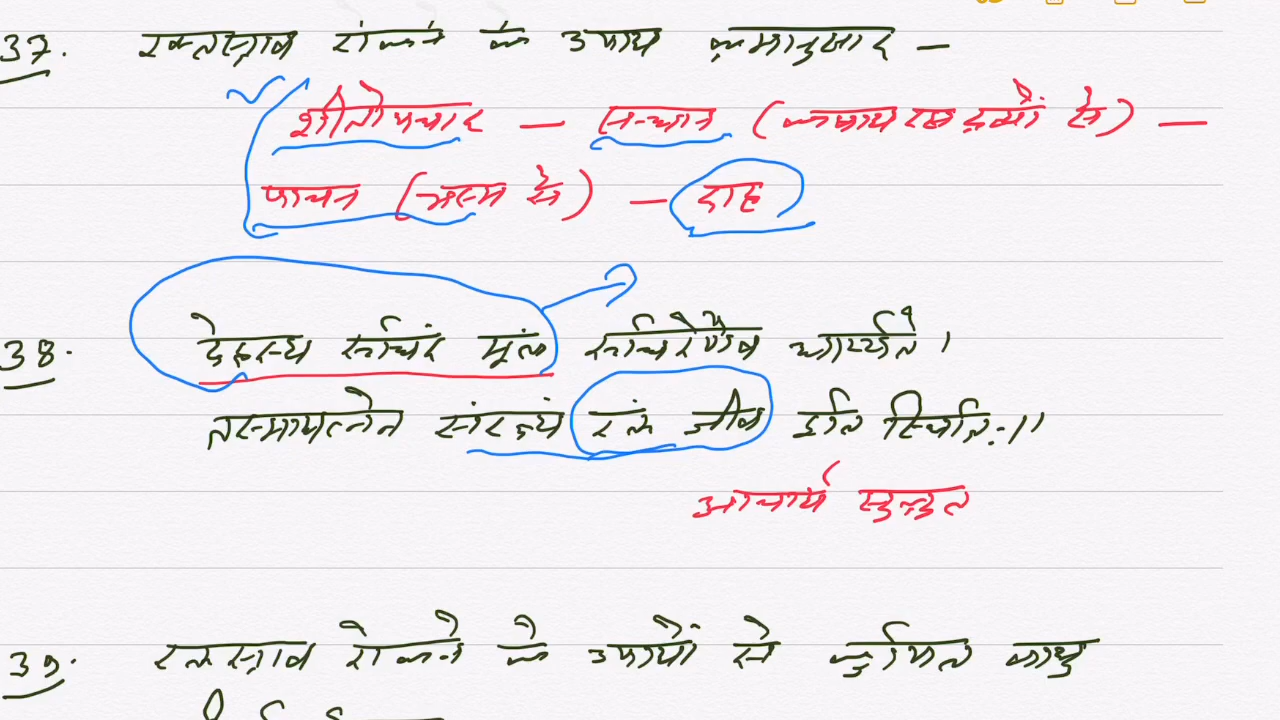 37. रक्तस्त्राव रोकने के उपाय क्रमानुसार —
शीतोपचार — सन्धान (कषाय रस द्रव्यों से) —
पाचन (भस्म से) — दाह
38. देहस्य रुधिरं मूलं रुधिरेणैव धार्य्यते ।
तस्माद्यत्नेन संरक्ष्यं रक्तं जीव इति स्थितिः ।।
आचार्य सुश्रुत
39. रक्तस्त्राव रोकने के उपायों से कुपित वायु